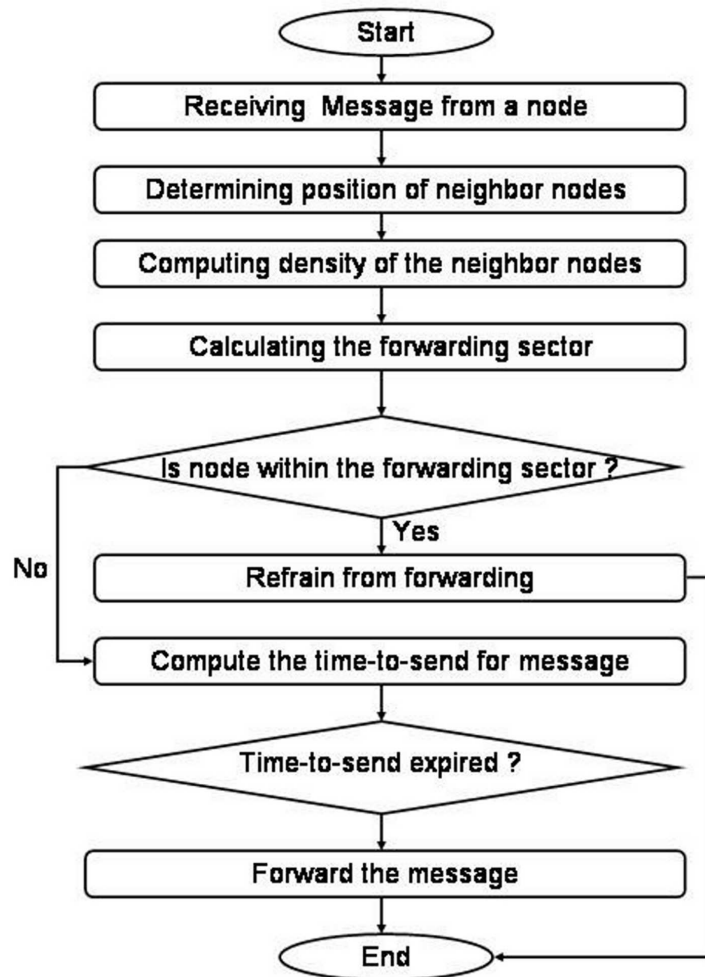 Start
Receiving Message from a node
Determining position of neighbor nodes
Computing density of the neighbor nodes
Calculating the forwarding sector
Is node within the forwarding sector ?
Yes
No
Refrain from forwarding
Compute the time-to-send for message
Time-to-send expired ?
Forward the message
End